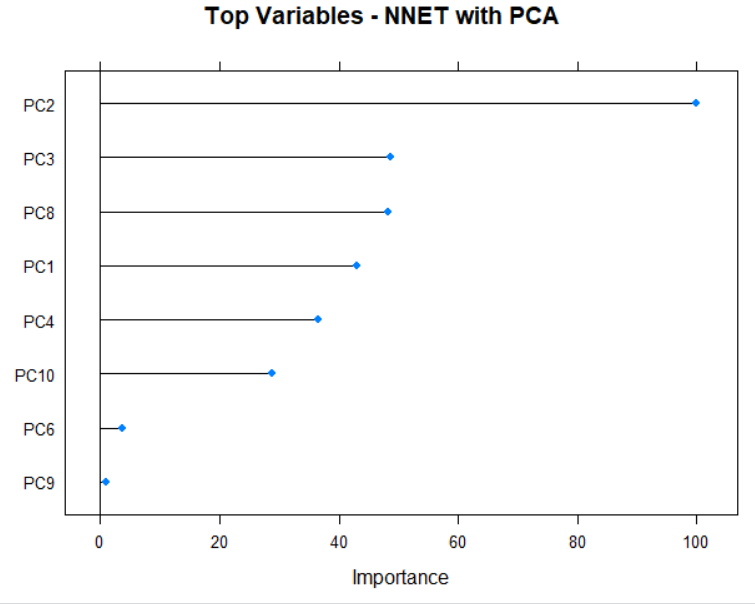 Top Variables - NNET with PCA
PC2
PC3
PC8
PC1
PC4
PC10
PC6
PC9
0 20 40 60 80 100
Importance